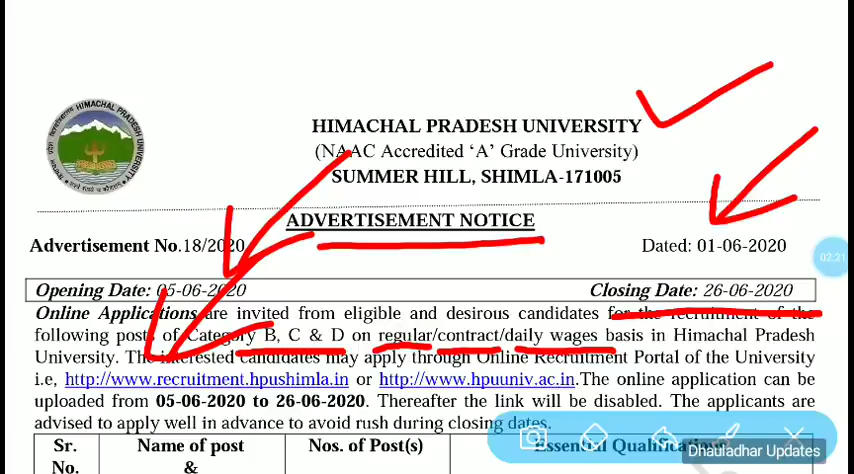 HIMACHAL PRADESH UNIVERSITY
HIMACHAL PRADESH UNIVERSITY
(NAAC Accredited ‘A’ Grade University)
SUMMER HILL, SHIMLA-171005
ADVERTISEMENT NOTICE
Advertisement No.18/2020 Dated: 01-06-2020
02:21
Opening Date: 05-06-2020 Closing Date: 26-06-2020
Online Applications are invited from eligible and desirous candidates for the recruitment of the
following posts of Category B, C & D on regular/contract/daily wages basis in Himachal Pradesh
University. The interested candidates may apply through Online Recruitment Portal of the University
i.e, http://www.recruitment.hpushimla.in or http://www.hpuuniv.ac.in.The online application can be
uploaded from 05-06-2020 to 26-06-2020. Thereafter the link will be disabled. The applicants are
advised to apply well in advance to avoid rush during closing dates.
Sr. Name of post Nos. of Post(s) Essential Qualifications
No. &
Dhauladhar Updates